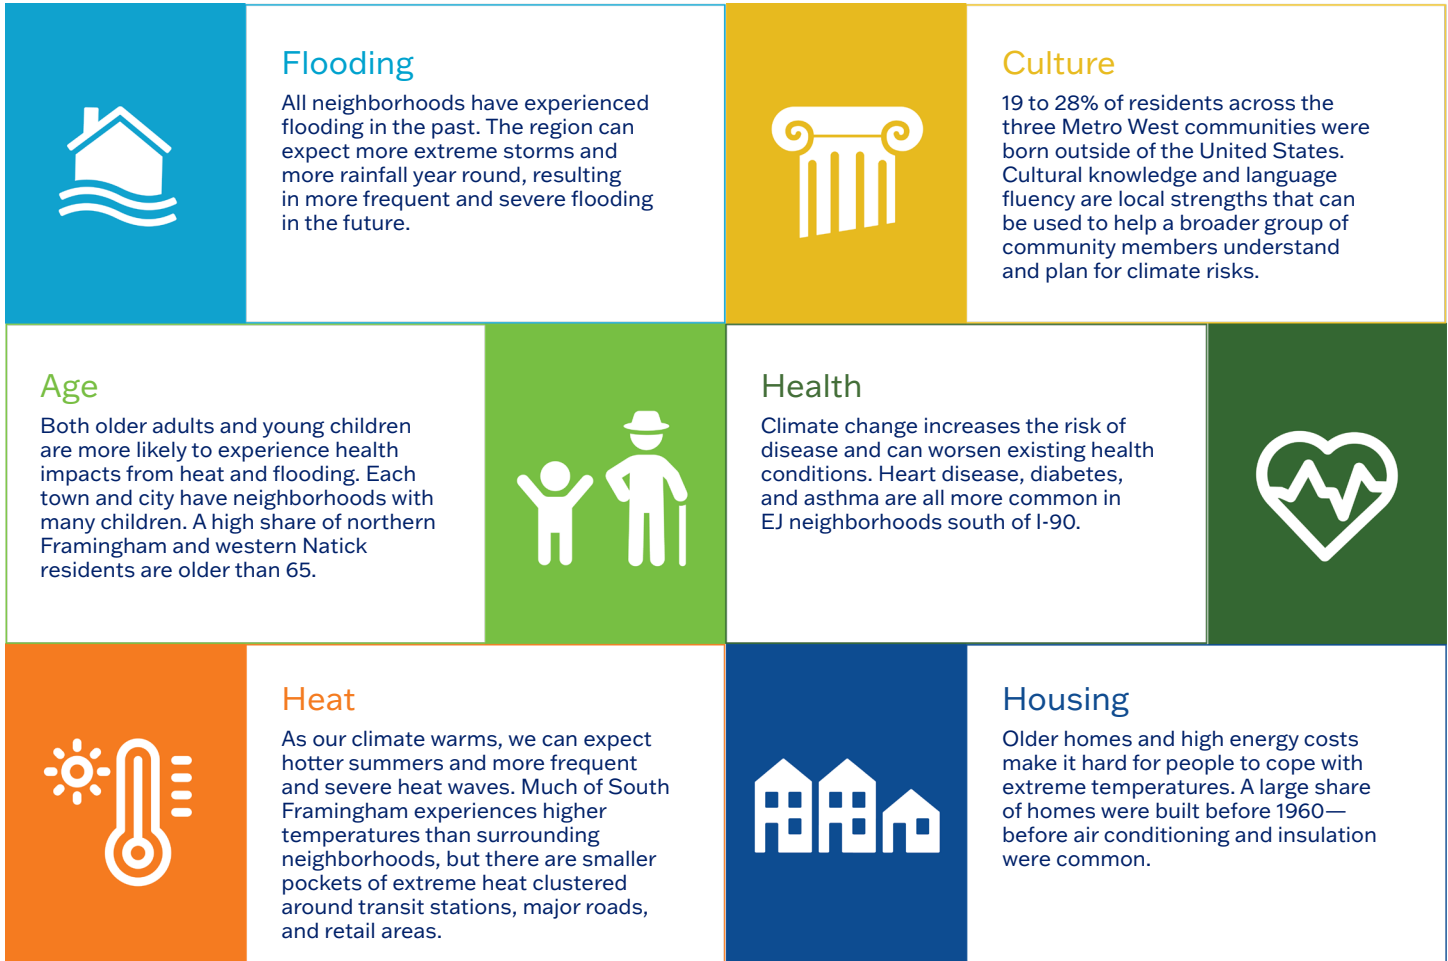 Flooding
All neighborhoods have experienced
flooding in the past. The region can
expect more extreme storms and
more rainfall year round, resulting
in more frequent and severe flooding
in the future.
Culture
19 to 28% of residents across the
three Metro West communities were
born outside of the United States.
Cultural knowledge and language
fluency are local strengths that can
be used to help a broader group of
community members understand
and plan for climate risks.
Age
Both older adults and young children
are more likely to experience health
impacts from heat and flooding. Each
town and city have neighborhoods with
many children. A high share of northern
Framingham and western Natick
residents are older than 65.
Health
Climate change increases the risk of
disease and can worsen existing health
conditions. Heart disease, diabetes,
and asthma are all more common in
EJ neighborhoods south of I-90.
Heat
As our climate warms, we can expect
hotter summers and more frequent
and severe heat waves. Much of South
Framingham experiences higher
temperatures than surrounding
neighborhoods, but there are smaller
pockets of extreme heat clustered
around transit stations, major roads,
and retail areas.
Housing
Older homes and high energy costs
make it hard for people to cope with
extreme temperatures. A large share
of homes were built before 1960—
before air conditioning and insulation
were common.